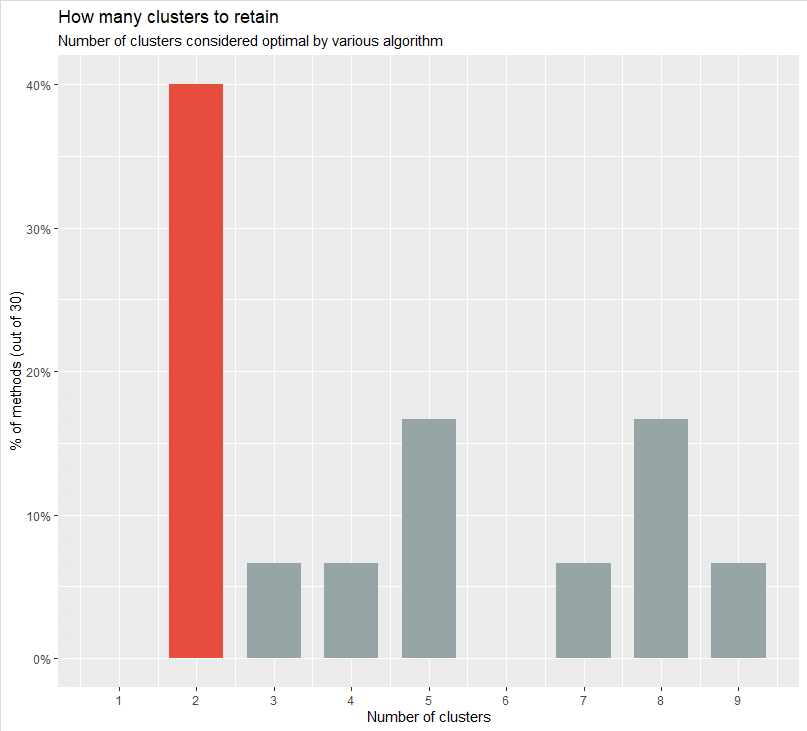 How many clusters to retain
Number of clusters considered optimal by various algorithm
40%
30%
20%
10%
0%
% of methods (out of 30)
1 2 3 4 5 6 7 8 9
Number of clusters